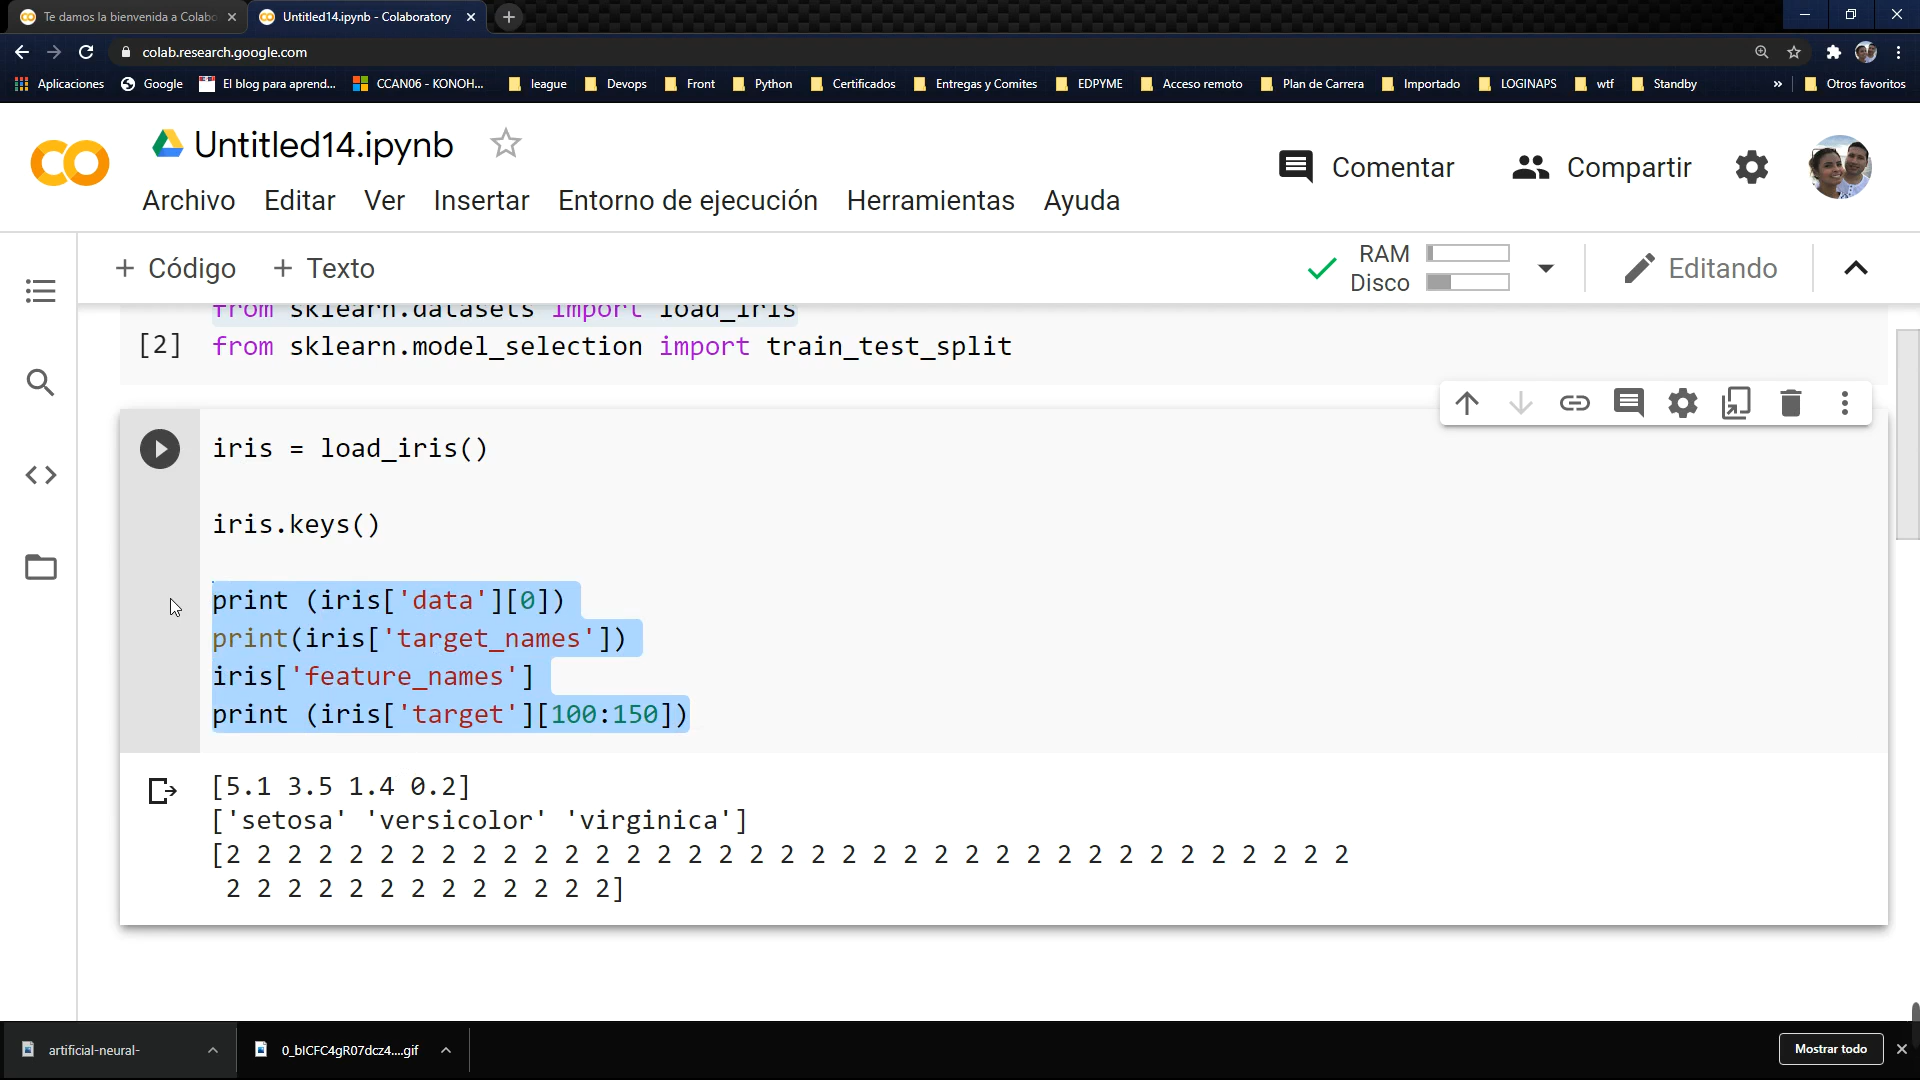 Te damos la bienvenida a Colabo
Untitled14.ipynb - Colaboratory
colab.research.google.com
Aplicaciones
Google
El blog para aprend...
CCAN06 - KONOH...
league
Devops
Front
Python
Certificados
Entregas y Comites
EDPYME
Acceso remoto
Plan de Carrera
Importado
LOGINAPS
wtf
Standby
»
Otros favoritos
CO
Untitled14.ipynb
Comentar
Compartir
Archivo Editar Ver Insertar Entorno de ejecución Herramientas Ayuda
+ Código
+ Texto
RAM
Disco
Editando
from sklearn.datasets import load_iris
[2] from sklearn.model_selection import train_test_split
iris = load_iris()
iris.keys()
print (iris['data'][0])
print(iris['target_names'])
iris['feature_names']
print (iris['target'][100:150])
[5.1 3.5 1.4 0.2]
['setosa' 'versicolor' 'virginica']
[2 2 2 2 2 2 2 2 2 2 2 2 2 2 2 2 2 2 2 2 2 2 2 2 2 2 2 2 2 2 2 2 2 2 2 2 2
2 2 2 2 2 2 2 2 2 2 2 2 2]
artificial-neural-
0_bICFC4gR07dcz4....gif
Mostrar todo